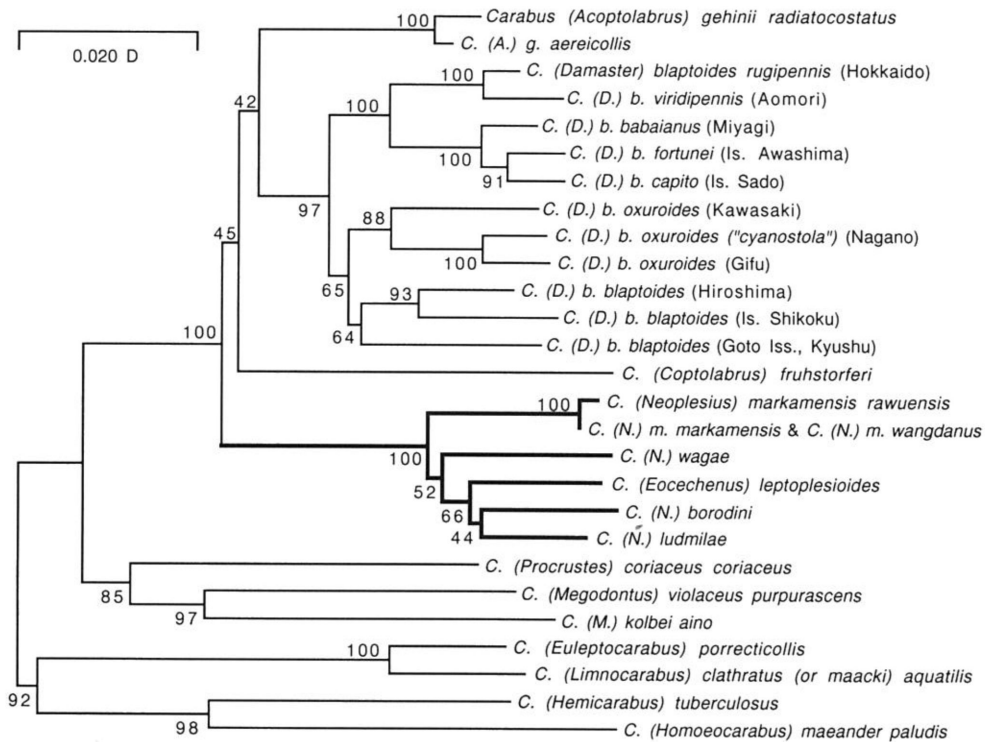 100 Carabus (Acoptolabrus) gehinii radiatocostatus
0.020 D
C. (A.) g. aereicollis
100 C. (Damaster) blaptoides rugipennis (Hokkaido)
42 100 C. (D.) b. viridipennis (Aomori)
C. (D.) b. babaianus (Miyagi)
100 C. (D.) b. fortunei (Is. Awashima)
91 C. (D.) b. capito (Is. Sado)
97 88 C. (D.) b. oxuroides (Kawasaki)
45 C. (D.) b. oxuroides ("cyanostola") (Nagano)
100 C. (D.) b. oxuroides (Gifu)
65 93 C. (D.) b. blaptoides (Hiroshima)
C. (D.) b. blaptoides (Is. Shikoku)
100 64 C. (D.) b. blaptoides (Goto Iss., Kyushu)
C. (Coptolabrus) fruhstorferi
100 C. (Neoplesius) markamensis rawuensis
C. (N.) m. markamensis & C. (N.) m. wangdanus
100 C. (N.) wagae
52 C. (Eocechenus) leptoplesioides
66 C. (N.) borodini
44 C. (N.) ludmilae
C. (Procrustes) coriaceus coriaceus
85 C. (Megodontus) violaceus purpurascens
97 C. (M.) kolbei aino
100 C. (Euleptocarabus) porrecticollis
C. (Limnocarabus) clathratus (or maacki) aquatilis
92 C. (Hemicarabus) tuberculosus
98 C. (Homoeocarabus) maeander paludis